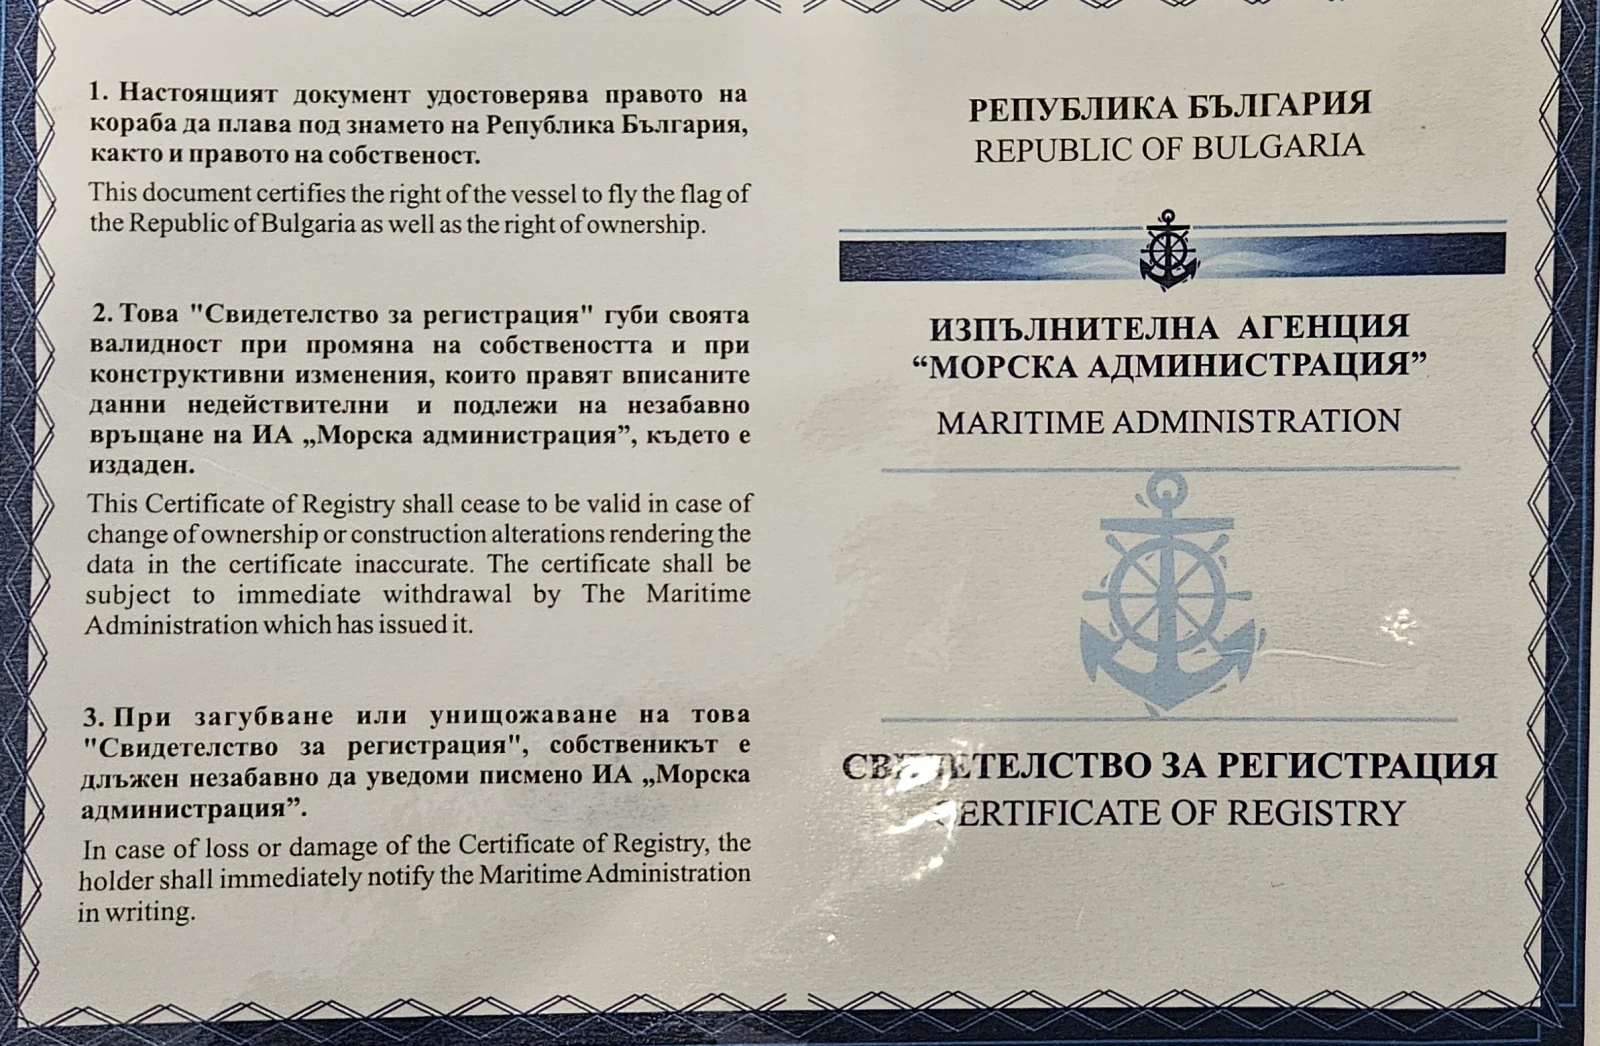 1. Настоящият документ удостоверява правото на
кораба да плава под знамето на Република България,
както и правото на собственост.
This document certifies the right of the vessel to fly the flag of
the Republic of Bulgaria as well as the right of ownership.
2. Това "Свидетелство за регистрация" губи своята
валидност при промяна на собствеността и при
конструктивни изменения, които правят вписаните
данни недействителни и подлежи на незабавно
връщане на ИА „Морска администрация”, където е
издаден.
This Certificate of Registry shall cease to be valid in case of
change of ownership or construction alterations rendering the
data in the certificate inaccurate. The certificate shall be
subject to immediate withdrawal by The Maritime
Administration which has issued it.
3. При загубване или унищожаване на това
"Свидетелство за регистрация", собственикът е
длъжен незабавно да уведоми писмено ИА „Морска
администрация”.
In case of loss or damage of the Certificate of Registry, the
holder shall immediately notify the Maritime Administration
in writing.
РЕПУБЛИКА БЪЛГАРИЯ
REPUBLIC OF BULGARIA
ИЗПЪЛНИТЕЛНА АГЕНЦИЯ
“МОРСКА АДМИНИСТРАЦИЯ”
MARITIME ADMINISTRATION
СВИДЕТЕЛСТВО ЗА РЕГИСТРАЦИЯ
CERTIFICATE OF REGISTRY